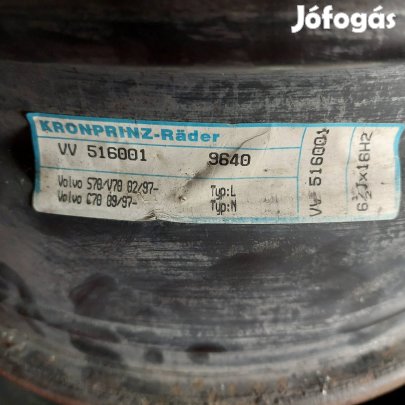 Jófogás
KRONPRINZ-Räder
VV 516001 9640
Volvo S70/V70 02/97- Typ:L
Volvo C70 09/97- Typ:N
VV 516001
6½Jx16H2